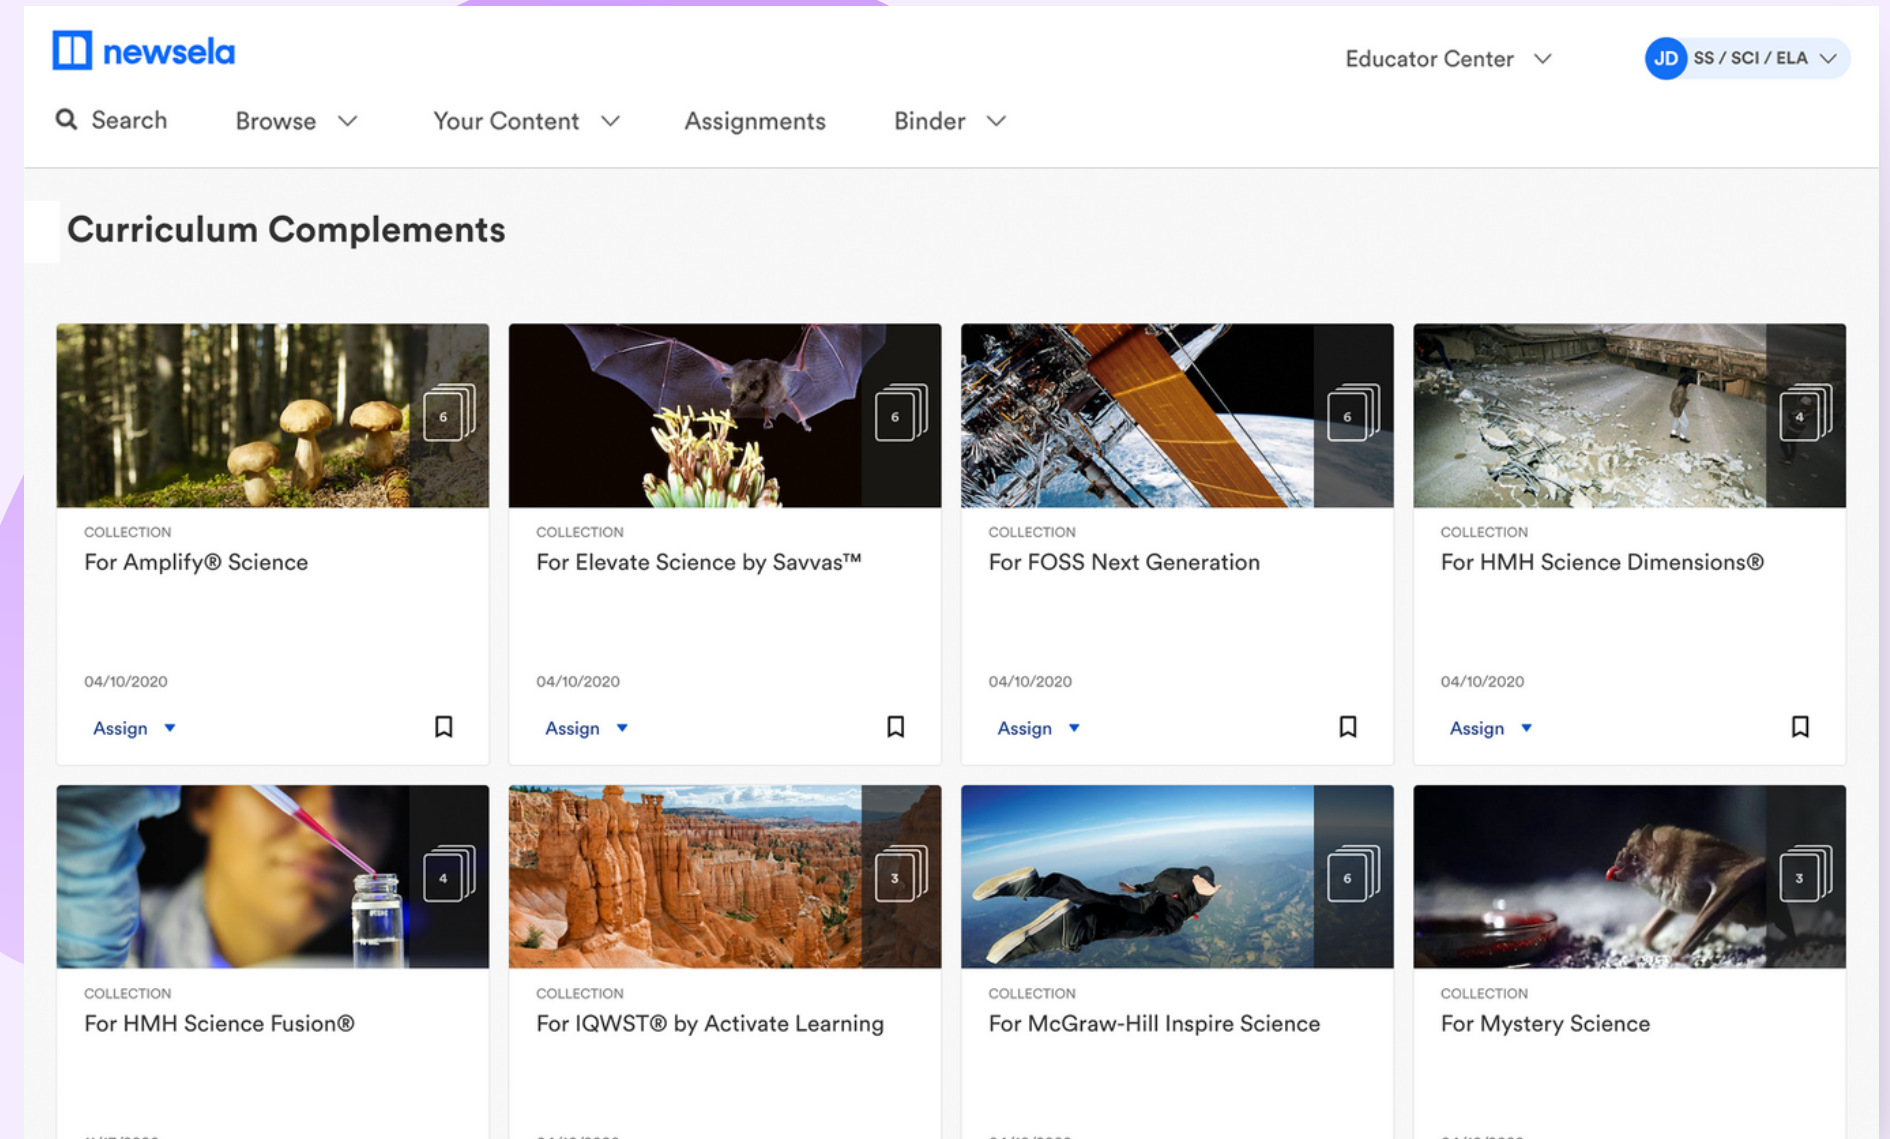 newsela
Educator Center
JD SS / SCI / ELA
Search Browse Your Content Assignments Binder
Curriculum Complements
6 6 6 4
COLLECTION COLLECTION COLLECTION COLLECTION
For Amplify® Science For Elevate Science by Savvas™ For FOSS Next Generation For HMH Science Dimensions®
04/10/2020 04/10/2020 04/10/2020 04/10/2020
Assign Assign Assign Assign
4 3 6 3
COLLECTION COLLECTION COLLECTION COLLECTION
For HMH Science Fusion® For IQWST® by Activate Learning For McGraw-Hill Inspire Science For Mystery Science